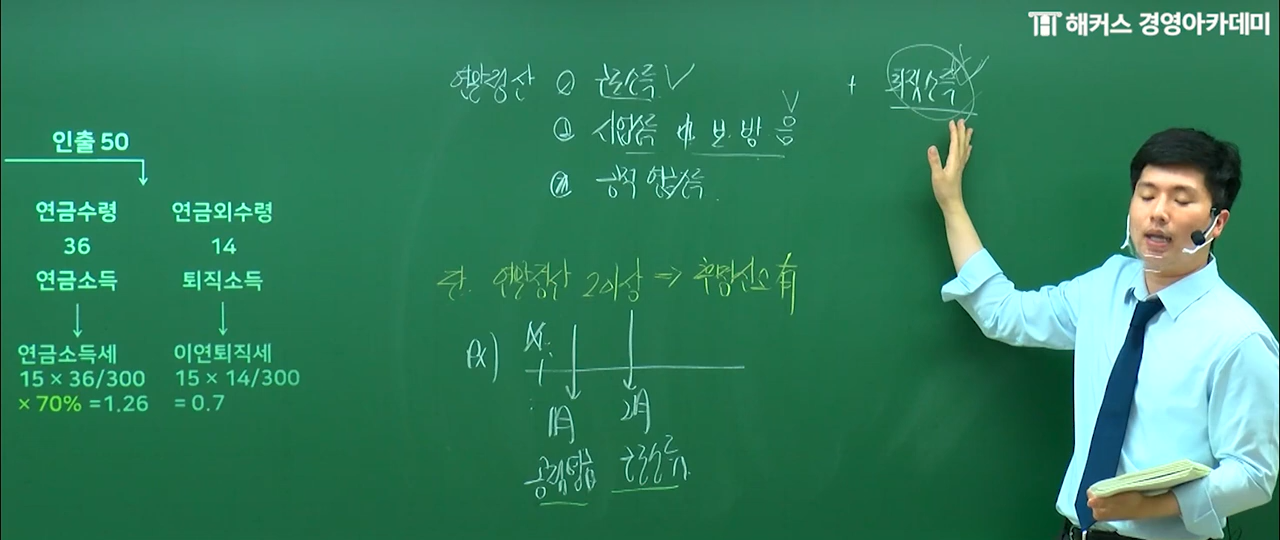 해커스 경영아카데미
인출 50
연금수령 연금외수령
36 14
연금소득 퇴직소득
연금소득세 이연퇴직세
15 × 36/300 15 × 14/300
× 70% =1.26 = 0.7
연말정산 ① 근로소득 + 퇴직소득
② 사업소득 中 보 방 음
③ 공적연금소득.
단. 연말정산 2이상 ⇒ 확정신고 有
ex)
1月 2月
공적연금 근로소득